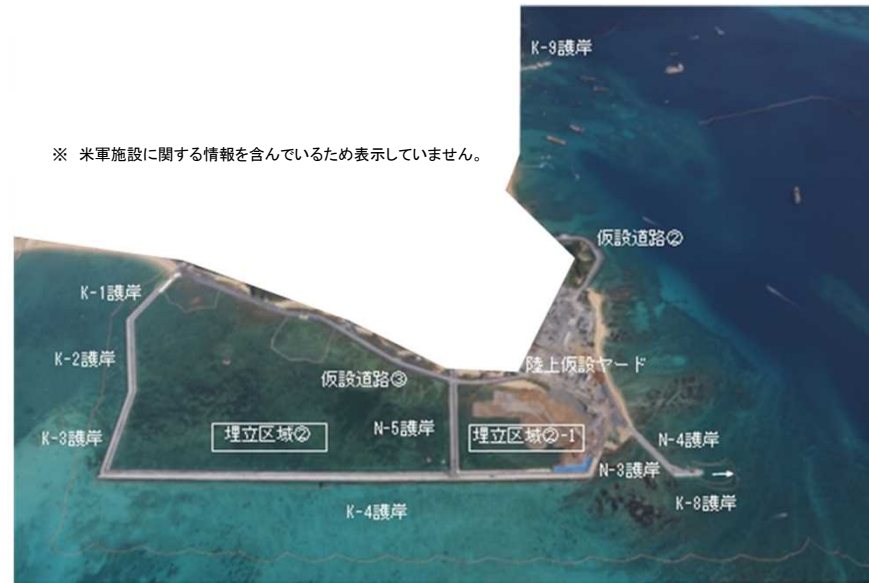 K-9護岸
※ 米軍施設に関する情報を含んでいるため表示していません。
仮設道路②
K-1護岸
K-2護岸
陸上仮設ヤード
仮設道路③
K-3護岸
埋立区域②
N-5護岸
埋立区域②-1
N-4護岸
N-3護岸
K-8護岸
K-4護岸